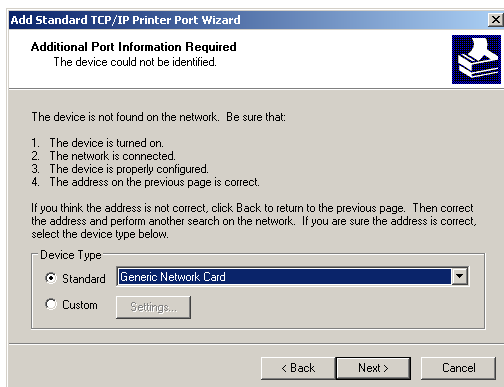 Add Standard TCP/IP Printer Port Wizard
Additional Port Information Required
The device could not be identified.
The device is not found on the network. Be sure that:
1. The device is turned on.
2. The network is connected.
3. The device is properly configured.
4. The address on the previous page is correct.
If you think the address is not correct, click Back to return to the previous page. Then correct
the address and perform another search on the network. If you are sure the address is correct,
select the device type below.
Device Type
Standard Generic Network Card
Custom Settings...
< Back Next > Cancel